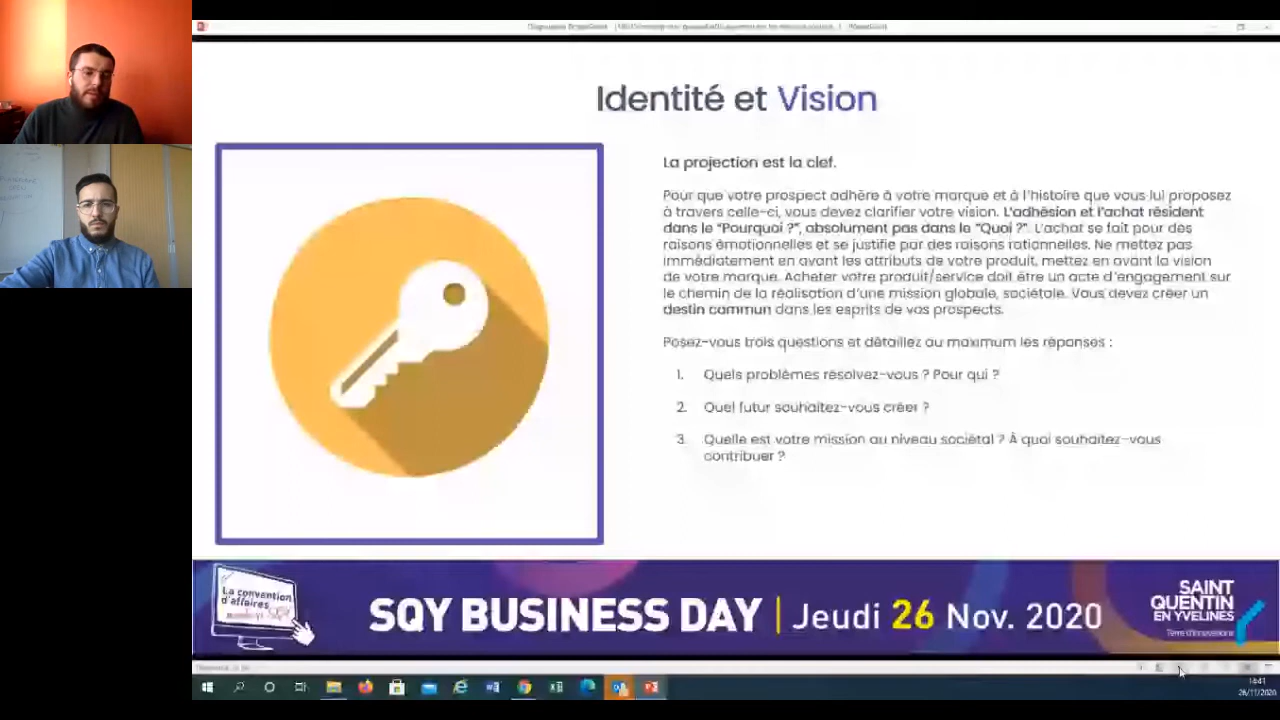 Identité et Vision
La projection est la clef.
Pour que votre prospect adhère à votre marque et à l'histoire que vous lui proposez
à travers celle-ci, vous devez clarifier votre vision. L'adhésion et l'achat résident
dans le "Pourquoi ?", absolument pas dans le "Quoi ?". L'achat se fait pour des
raisons émotionnelles et se justifie par des raisons rationnelles. Ne mettez pas
immédiatement en avant les attributs de votre produit, mettez en avant la vision
de votre marque. Acheter votre produit/service doit être un acte d'engagement sur
le chemin de la réalisation d'une mission globale, sociétale. Vous devez créer un
destin commun dans les esprits de vos prospects.
Posez-vous trois questions et détaillez au maximum les réponses :
1. Quels problèmes résolvez-vous ? Pour qui ?
2. Quel futur souhaitez-vous créer ?
3. Quelle est votre mission au niveau sociétal ? À quoi souhaitez-vous
contribuer ?
La convention
d'affaires
SQY BUSINESS DAY | Jeudi 26 Nov. 2020
SAINT
QUENTIN
EN YVELINES
Terre d'innovations
14:41
26/11/2020